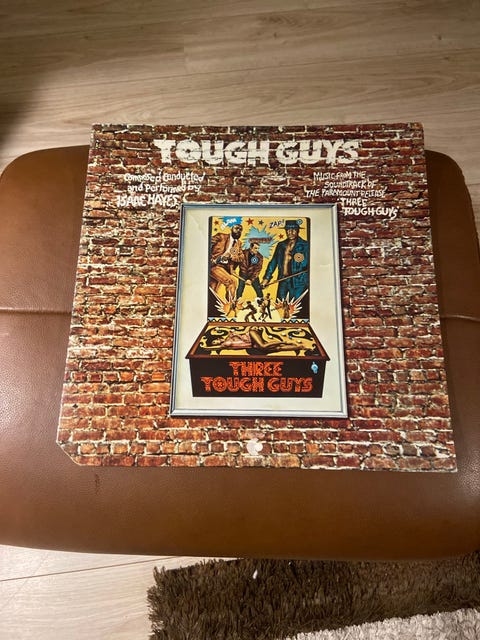 TOUGH GUYS
Composed Conducted
and Performed by
ISAAC HAYES
MUSIC FROM THE
SOUNDTRACK OF
THE PARAMOUNT RELEASE
THREE
TOUGH GUYS
ZAP!
THREE
TOUGH GUYS